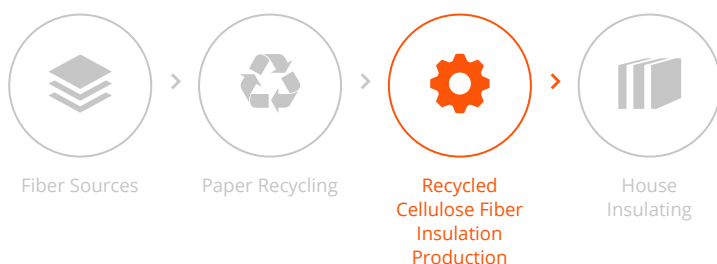 Fiber Sources
Paper Recycling
Recycled
Cellulose Fiber
Insulation
Production
House
Insulating